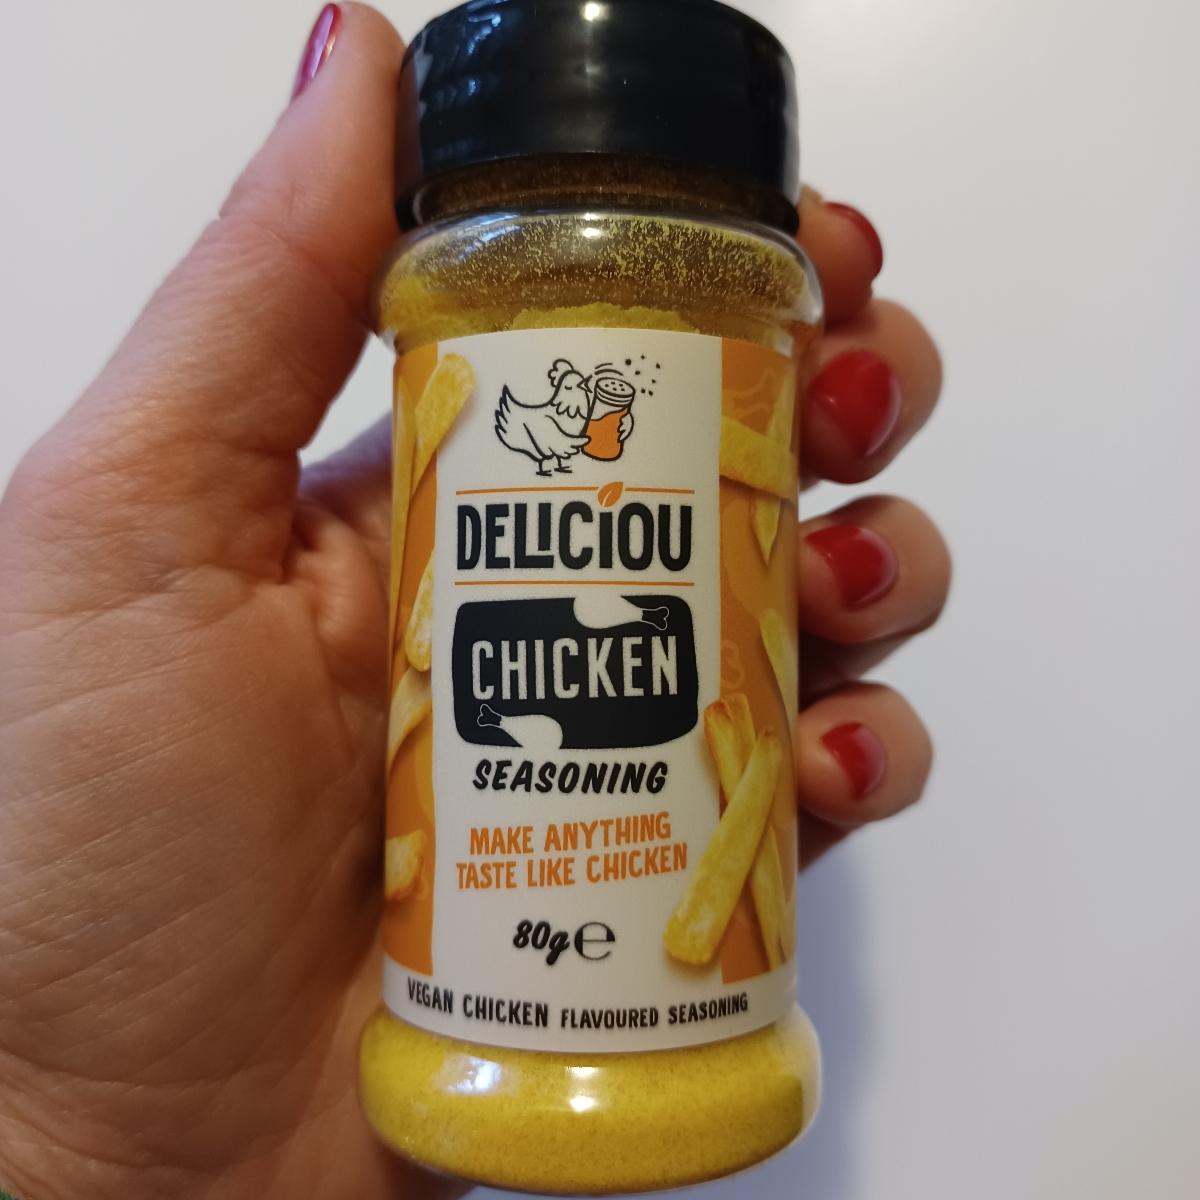 DELICIOU
CHICKEN
SEASONING
MAKE ANYTHING
TASTE LIKE CHICKEN
80g ℮
VEGAN CHICKEN FLAVOURED SEASONING